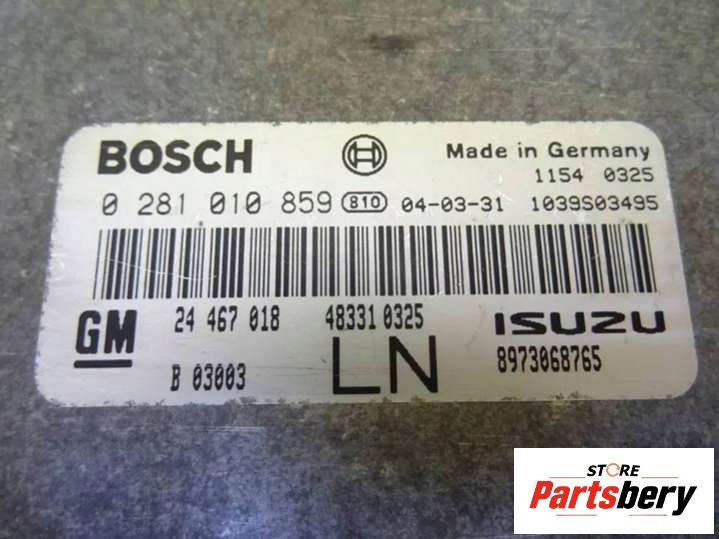 BOSCH Made in Germany
1154 0325
0 281 010 859 810 04-03-31 1039S03495
GM 24 467 018 48331 0325 ISUZU
B 03003 LN 8973068765
STORE
Partsbery